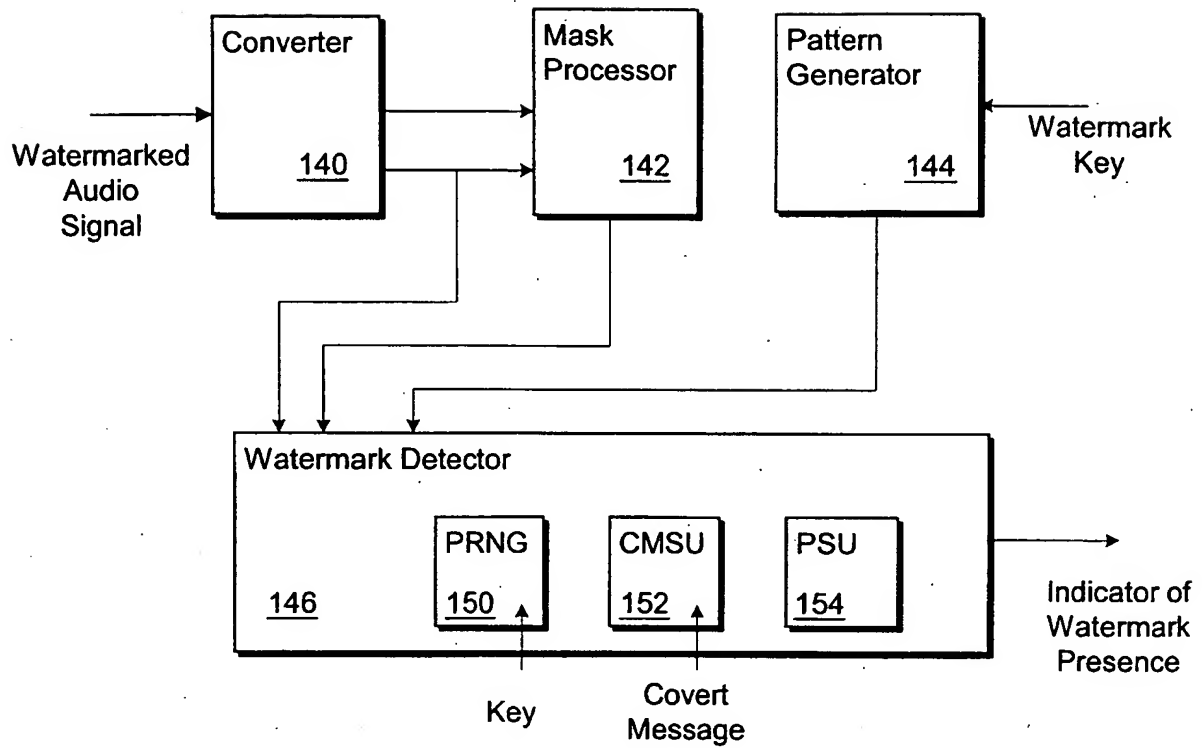 Converter
140
Mask
Processor
142
Pattern
Generator
144
Watermarked
Audio
Signal
Watermark
Key
Watermark Detector
146
PRNG
150
CMSU
152
PSU
154
Key
Covert
Message
Indicator of
Watermark
Presence